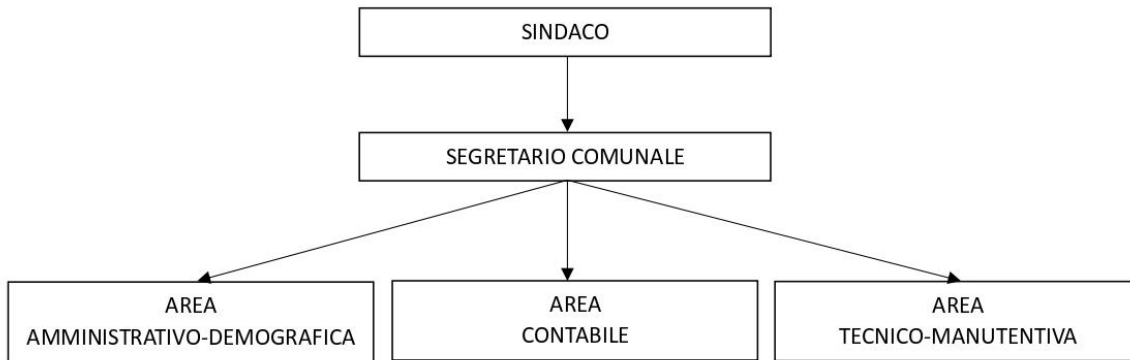 SINDACO
SEGRETARIO COMUNALE
AREA
AMMINISTRATIVO-DEMOGRAFICA
AREA
CONTABILE
AREA
TECNICO-MANUTENTIVA